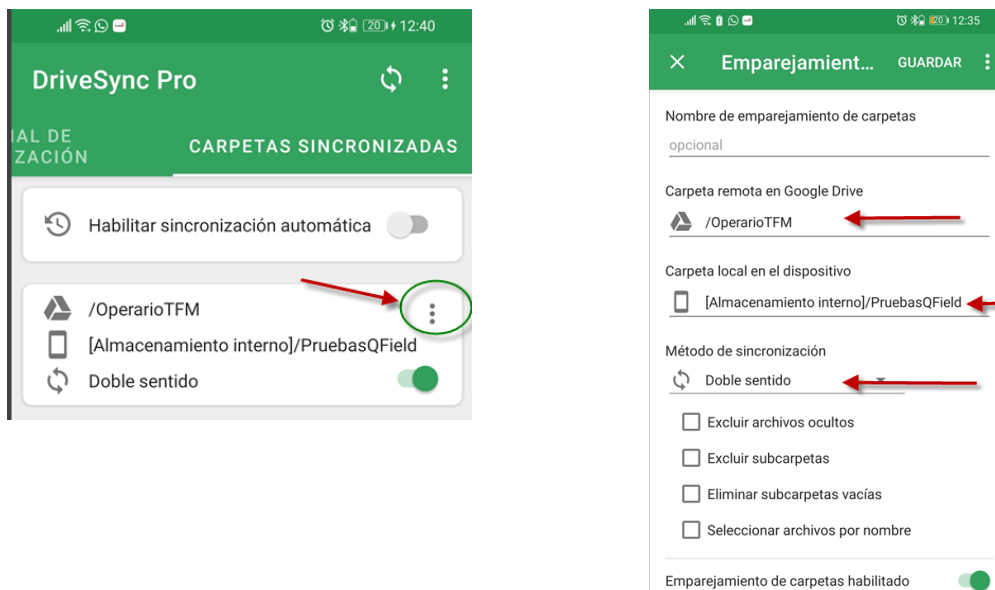 20 12:40
DriveSync Pro
IAL DE
ZACIÓN
CARPETAS SINCRONIZADAS
Habilitar sincronización automática
/OperarioTFM
[Almacenamiento interno]/PruebasQField
Doble sentido
20 12:35
Emparejamient... GUARDAR
Nombre de emparejamiento de carpetas
opcional
Carpeta remota en Google Drive
/OperarioTFM
Carpeta local en el dispositivo
[Almacenamiento interno]/PruebasQField
Método de sincronización
Doble sentido
Excluir archivos ocultos
Excluir subcarpetas
Eliminar subcarpetas vacías
Seleccionar archivos por nombre
Emparejamiento de carpetas habilitado